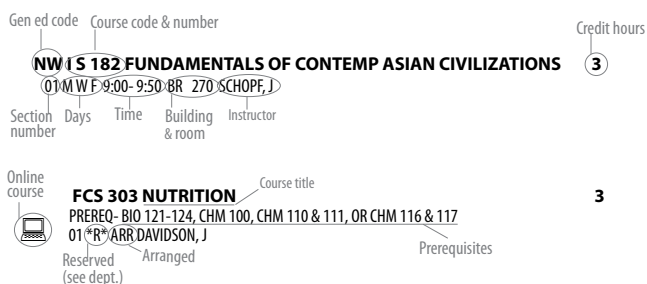 Gen ed code Course code & number Credit hours
NW I S 182 FUNDAMENTALS OF CONTEMP ASIAN CIVILIZATIONS 3
01 M W F 9:00- 9:50 BR 270 SCHOPF, J
Section number Days Time Building & room Instructor
Online course
Course title
FCS 303 NUTRITION 3
PREREQ- BIO 121-124, CHM 100, CHM 110 & 111, OR CHM 116 & 117
01 *R* ARR DAVIDSON, J
Prerequisites
Reserved (see dept.)
Arranged